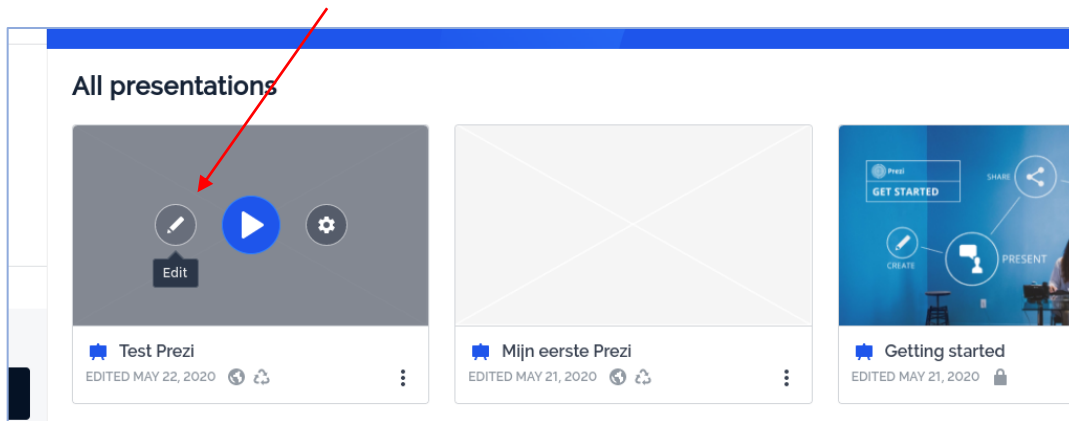 All presentations
Edit
Prezi
GET STARTED
SHARE
CREATE
PRESENT
Test Prezi
EDITED MAY 22, 2020
Mijn eerste Prezi
EDITED MAY 21, 2020
Getting started
EDITED MAY 21, 2020